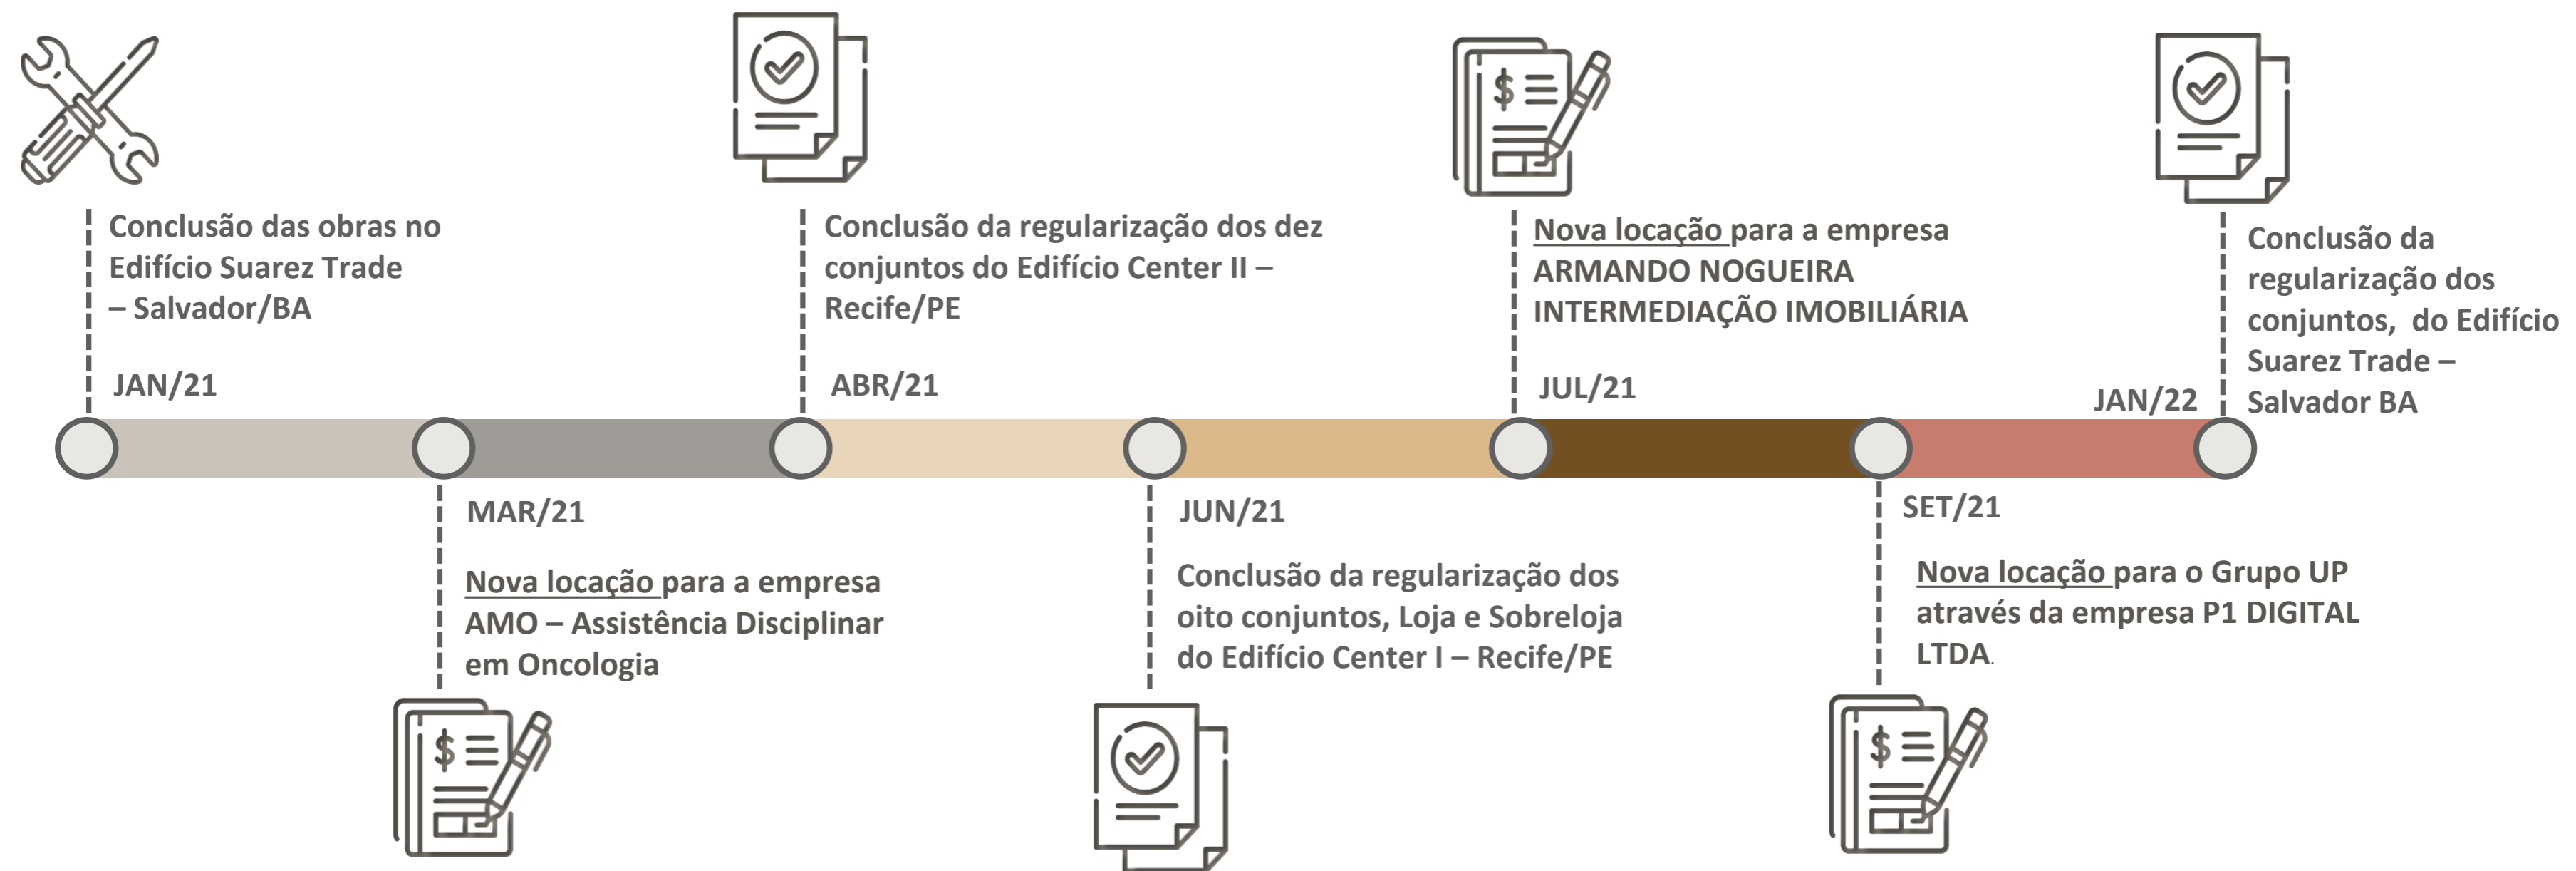 Conclusão das obras no
Edifício Suarez Trade
– Salvador/BA
JAN/21
MAR/21
Nova locação para a empresa
AMO – Assistência Disciplinar
em Oncologia
$
Conclusão da regularização dos dez
conjuntos do Edifício Center II –
Recife/PE
ABR/21
JUN/21
Conclusão da regularização dos
oito conjuntos, Loja e Sobreloja
do Edifício Center I – Recife/PE
$
Nova locação para a empresa
ARMANDO NOGUEIRA
INTERMEDIAÇÃO IMOBILIÁRIA
JUL/21
SET/21
Nova locação para o Grupo UP
através da empresa P1 DIGITAL
LTDA.
$
Conclusão da
regularização dos
conjuntos, do Edifício
Suarez Trade –
Salvador BA
JAN/22